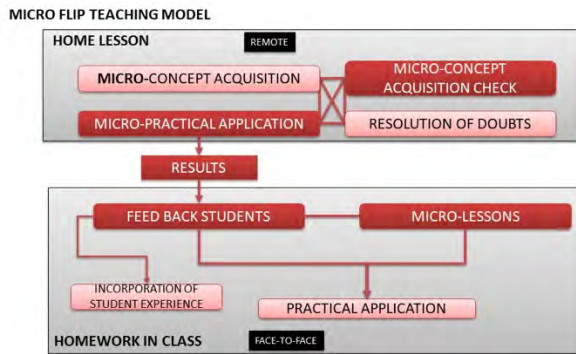 MICRO FLIP TEACHING MODEL
HOME LESSON
REMOTE
MICRO-CONCEPT ACQUISITION
MICRO-CONCEPT
ACQUISITION CHECK
MICRO-PRACTICAL APPLICATION
RESOLUTION OF DOUBTS
RESULTS
FEED BACK STUDENTS
MICRO-LESSONS
INCORPORATION OF
STUDENT EXPERIENCE
PRACTICAL APPLICATION
HOMEWORK IN CLASS
FACE-TO-FACE